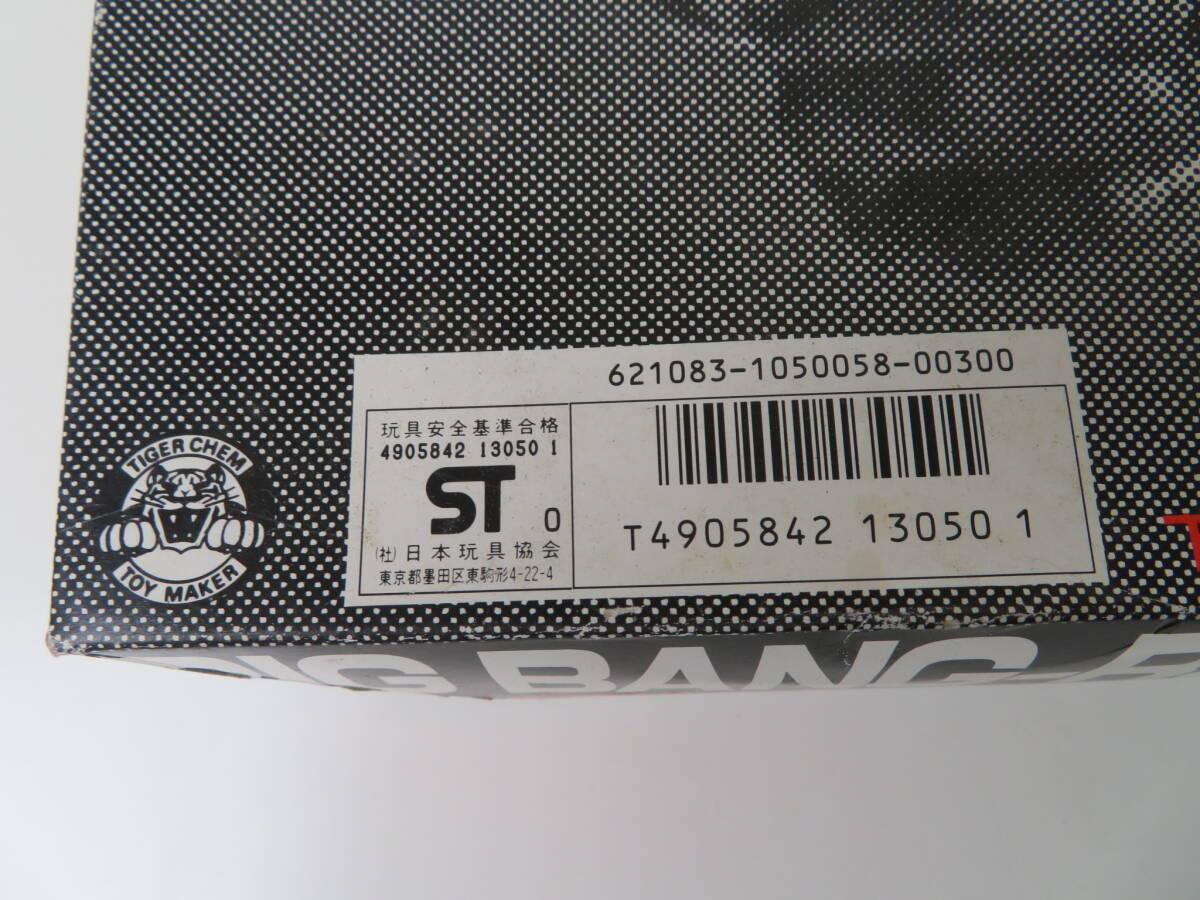 621083-1050058-00300
玩具安全基準合格
4905842 13050 1
ST 0
(社)日本玩具協会
東京都墨田区東駒形4-22-4
T4905842 13050 1
TIGER CHEM
TOY MAKER
BIG BANG